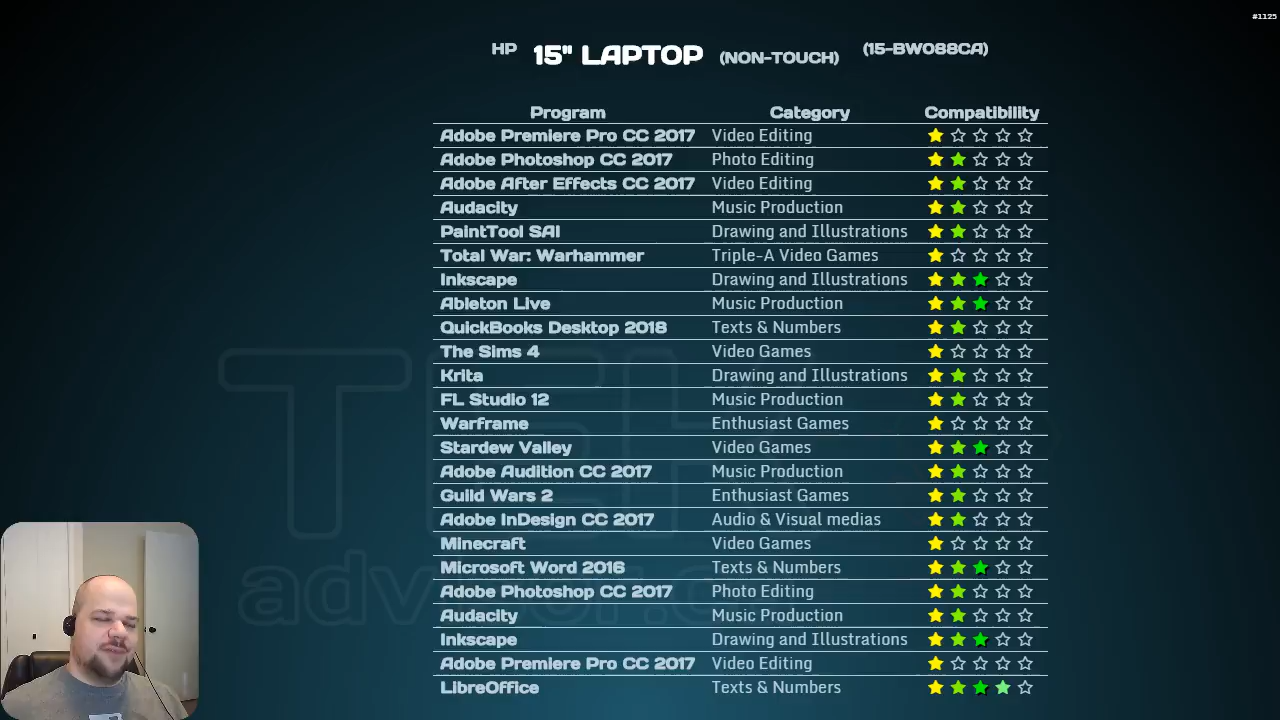 #1125
HP 15" LAPTOP (NON-TOUCH) (15-BW088CA)
Program Category Compatibility
Adobe Premiere Pro CC 2017 Video Editing
Adobe Photoshop CC 2017 Photo Editing
Adobe After Effects CC 2017 Video Editing
Audacity Music Production
PaintTool SAI Drawing and Illustrations
Total War: Warhammer Triple-A Video Games
Inkscape Drawing and Illustrations
Ableton Live Music Production
QuickBooks Desktop 2018 Texts & Numbers
The Sims 4 Video Games
Krita Drawing and Illustrations
FL Studio 12 Music Production
Warframe Enthusiast Games
Stardew Valley Video Games
Adobe Audition CC 2017 Music Production
Guild Wars 2 Enthusiast Games
Adobe InDesign CC 2017 Audio & Visual medias
Minecraft Video Games
Microsoft Word 2016 Texts & Numbers
Adobe Photoshop CC 2017 Photo Editing
Audacity Music Production
Inkscape Drawing and Illustrations
Adobe Premiere Pro CC 2017 Video Editing
LibreOffice Texts & Numbers